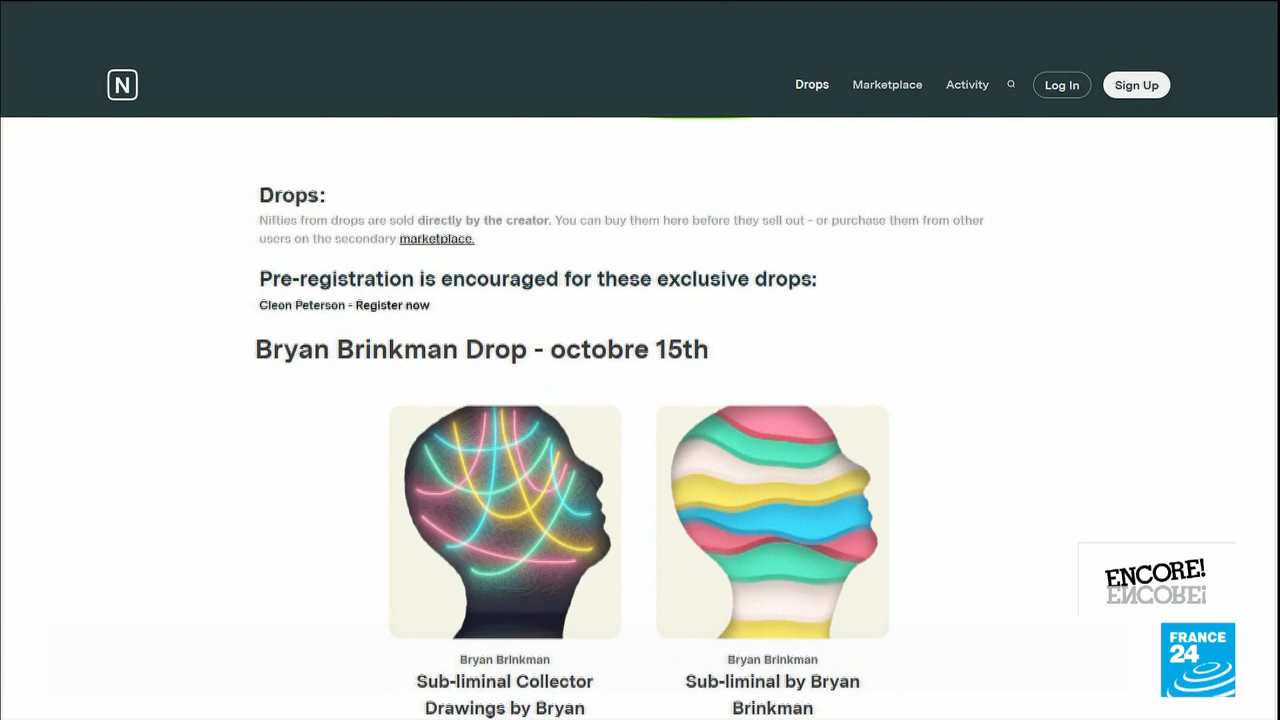 N
Drops
Marketplace
Activity
Log In
Sign Up
Drops:
Nifties from drops are sold directly by the creator. You can buy them here before they sell out - or purchase them from other
users on the secondary marketplace.
Pre-registration is encouraged for these exclusive drops:
Cleon Peterson - Register now
Bryan Brinkman Drop - octobre 15th
Bryan Brinkman
Sub-liminal Collector
Drawings by Bryan
Bryan Brinkman
Sub-liminal by Bryan
Brinkman
ENCORE!
ENCORE!
FRANCE
24